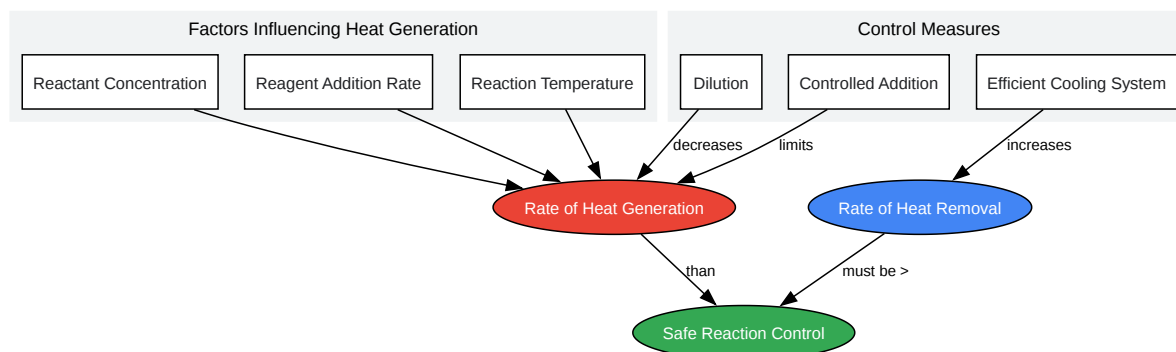 Factors Influencing Heat Generation
Control Measures
Reactant Concentration
Reagent Addition Rate
Reaction Temperature
Dilution
Controlled Addition
Efficient Cooling System
decreases
limits
increases
Rate of Heat Generation
Rate of Heat Removal
than
must be >
Safe Reaction Control